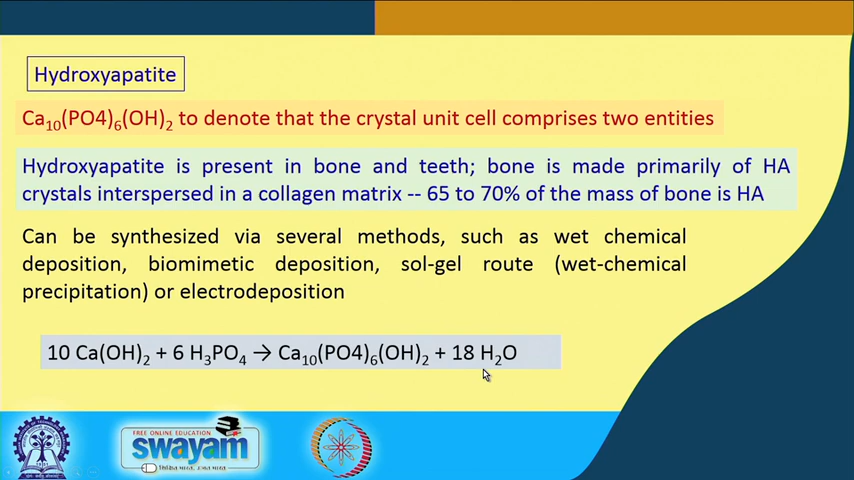 Hydroxyapatite
Ca10(PO4)6(OH)2 to denote that the crystal unit cell comprises two entities
Hydroxyapatite is present in bone and teeth; bone is made primarily of HA
crystals interspersed in a collagen matrix -- 65 to 70% of the mass of bone is HA
Can be synthesized via several methods, such as wet chemical
deposition, biomimetic deposition, sol-gel route (wet-chemical
precipitation) or electrodeposition
10 Ca(OH)2 + 6 H3PO4 → Ca10(PO4)6(OH)2 + 18 H2O
FREE ONLINE EDUCATION
swayam
शिक्षित भारत, उन्नत भारत